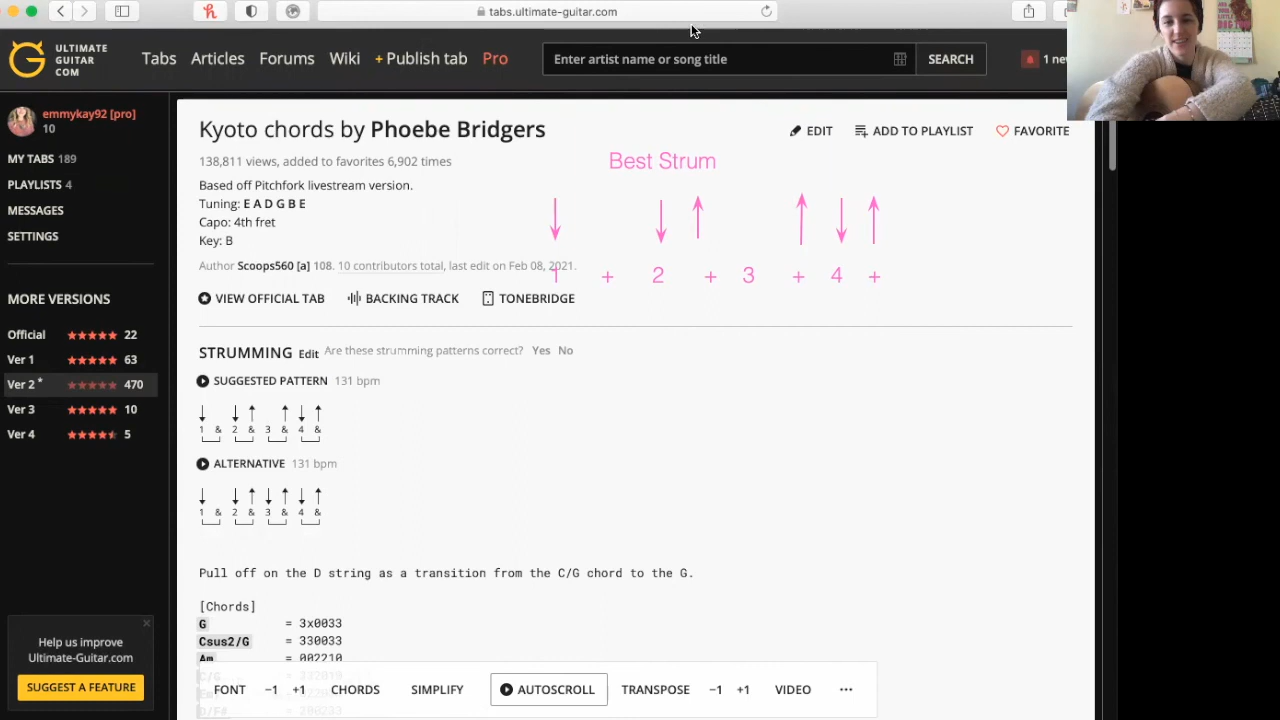 tabs.ultimate-guitar.com
ULTIMATE
GUITAR
COM
Tabs Articles Forums Wiki + Publish tab Pro
Enter artist name or song title
SEARCH
1 new
emmykay92 [pro]
10
MY TABS 189
PLAYLISTS 4
MESSAGES
SETTINGS
MORE VERSIONS
Official 22
Ver 1 63
Ver 2 * 470
Ver 3 10
Ver 4 5
Help us improve
Ultimate-Guitar.com
SUGGEST A FEATURE
Kyoto chords by Phoebe Bridgers
EDIT ADD TO PLAYLIST FAVORITE
138,811 views, added to favorites 6,902 times
Best Strum
Based off Pitchfork livestream version.
Tuning: E A D G B E
Capo: 4th fret
Key: B
Author Scoops560 [a] 108. 10 contributors total, last edit on Feb 08, 2021.
1 + 2 + 3 + 4 +
VIEW OFFICIAL TAB BACKING TRACK TONEBRIDGE
STRUMMING Edit Are these strumming patterns correct? Yes No
SUGGESTED PATTERN 131 bpm
1 & 2 & 3 & 4 &
ALTERNATIVE 131 bpm
1 & 2 & 3 & 4 &
Pull off on the D string as a transition from the C/G chord to the G.
[Chords]
G = 3x0033
Csus2/G = 330033
Am = 002210
FONT −1 +1 CHORDS SIMPLIFY AUTOSCROLL TRANSPOSE −1 +1 VIDEO